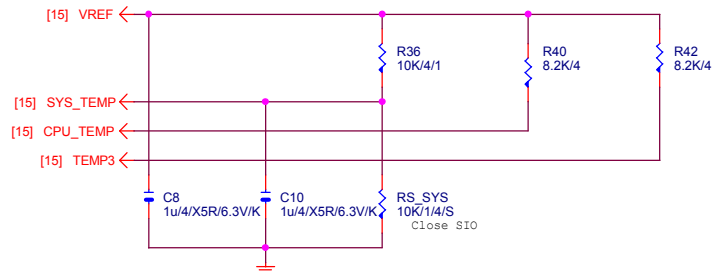 [15] VREF
R36
10K/4/1
R40
8.2K/4
R42
8.2K/4
[15] SYS_TEMP
[15] CPU_TEMP
[15] TEMP3
C8
1u/4/X5R/6.3V/K
C10
1u/4/X5R/6.3V/K
RS_SYS
10K/1/4/S
Close SIO